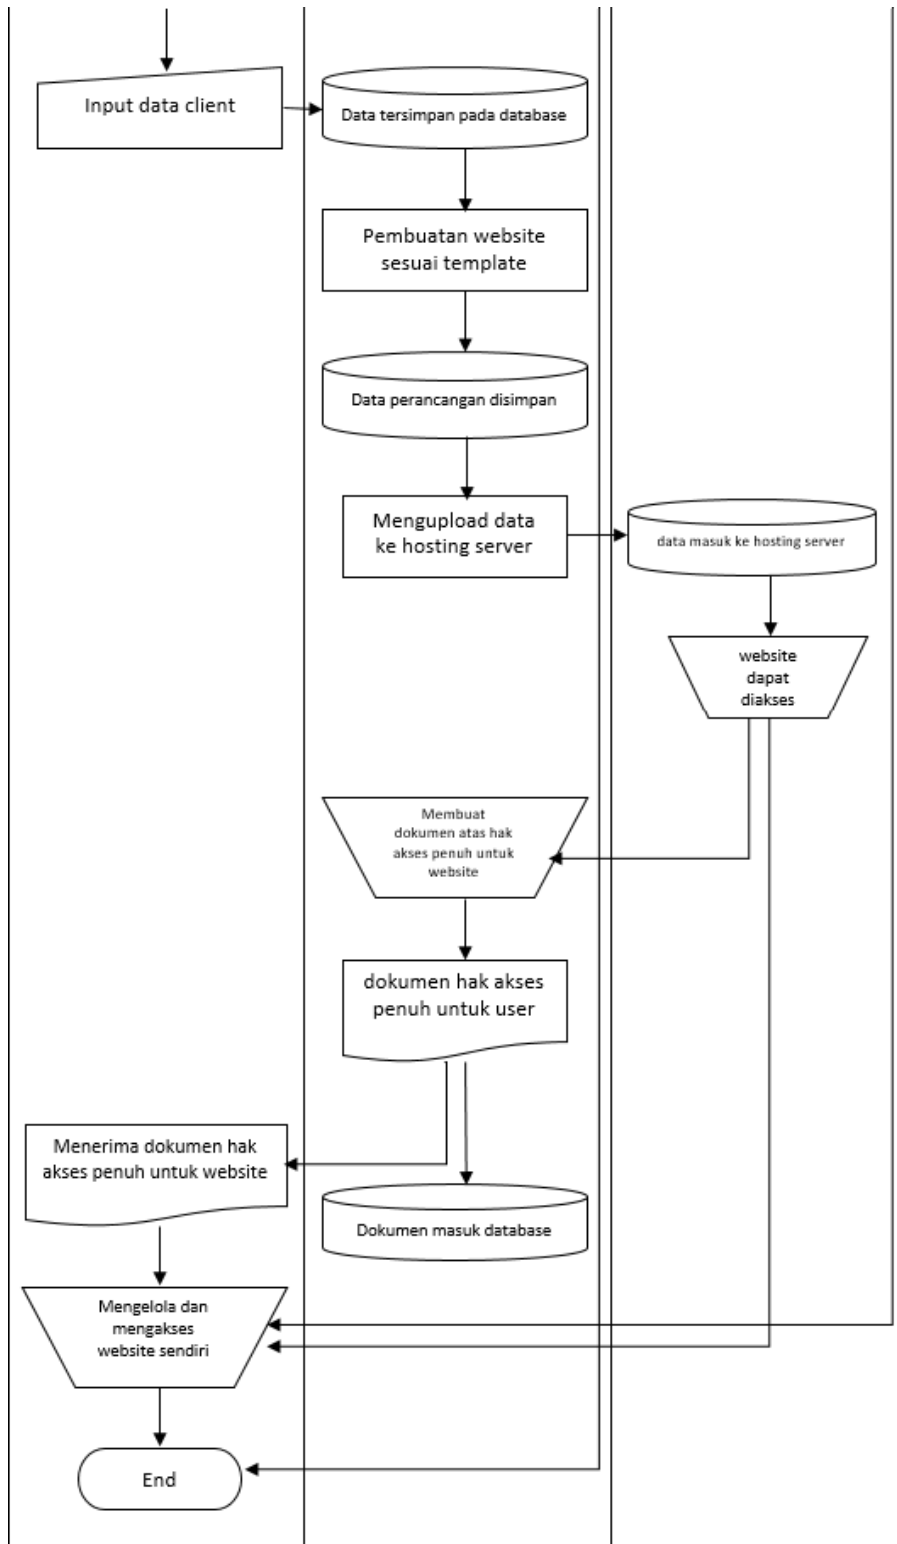 Input data client
Data tersimpan pada database
Pembuatan website
sesuai template
Data perancangan disimpan
Mengupload data
ke hosting server
data masuk ke hosting server
website
dapat
diakses
Membuat
dokumen atas hak
akses penuh untuk
website
dokumen hak akses
penuh untuk user
Menerima dokumen hak
akses penuh untuk website
Dokumen masuk database
Mengelola dan
mengakses
website sendiri
End